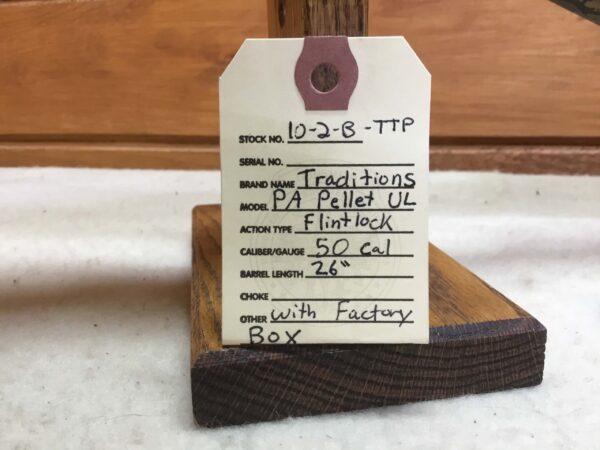 STOCK NO. 10-2-B-TTP
SERIAL NO.
BRAND NAME Traditions
MODEL PA Pellet UL
ACTION TYPE Flintlock
CALIBER/GAUGE 50 Cal
BARREL LENGTH 26"
CHOKE
OTHER with Factory
Box